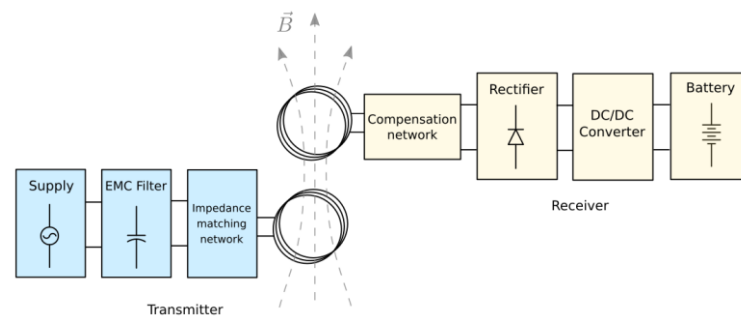 B
Supply
EMC Filter
Impedance
matching
network
Transmitter
Compensation
network
Rectifier
DC/DC
Converter
Battery
Receiver